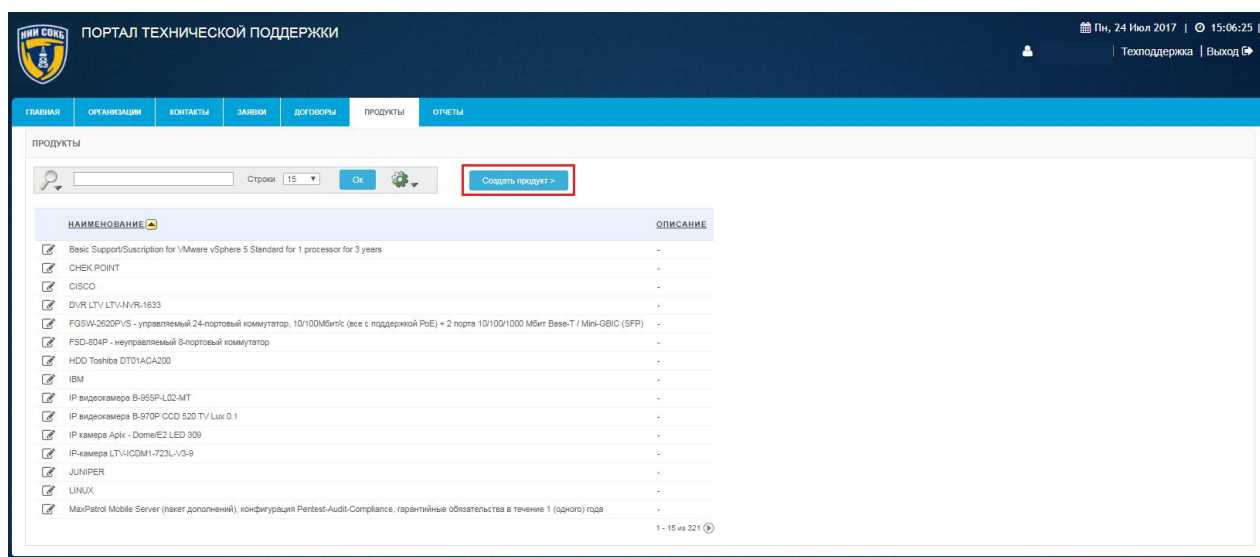 НИИ СОКБ
ПОРТАЛ ТЕХНИЧЕСКОЙ ПОДДЕРЖКИ
Пн, 24 Июл 2017 | 15:06:25 |
| Техподдержка | Выход
ГЛАВНАЯ ОРГАНИЗАЦИИ КОНТАКТЫ ЗАЯВКИ ДОГОВОРЫ ПРОДУКТЫ ОТЧЕТЫ
ПРОДУКТЫ
Строки 15 Ок Создать продукт >
НАИМЕНОВАНИЕ ОПИСАНИЕ
Basic Support/Suscription for VMware vSphere 5 Standard for 1 processor for 3 years -
CHEK POINT -
CISCO -
DVR LTV LTV-NVR-1633 -
FGSW-2620PVS - управляемый 24-портовый коммутатор, 10/100Мбит/с (все с поддержкой PoE) + 2 порта 10/100/1000 Мбит Base-T / Mini-GBIC (SFP) -
FSD-804P - неуправляемый 8-портовый коммутатор -
HDD Toshiba DT01ACA200 -
IBM -
IP видеокамера B-955P-L02-MT -
IP видеокамера B-970P CCD 520 TV Lux 0.1 -
IP камера Apix - Dome/E2 LED 309 -
IP-камера LTV-ICDM1-723L-V3-9 -
JUNIPER -
LINUX -
MaxPatrol Mobile Server (пакет дополнений), конфигурация Pentest-Audit-Compliance, гарантийные обязательства в течение 1 (одного) года -
1 - 15 из 321